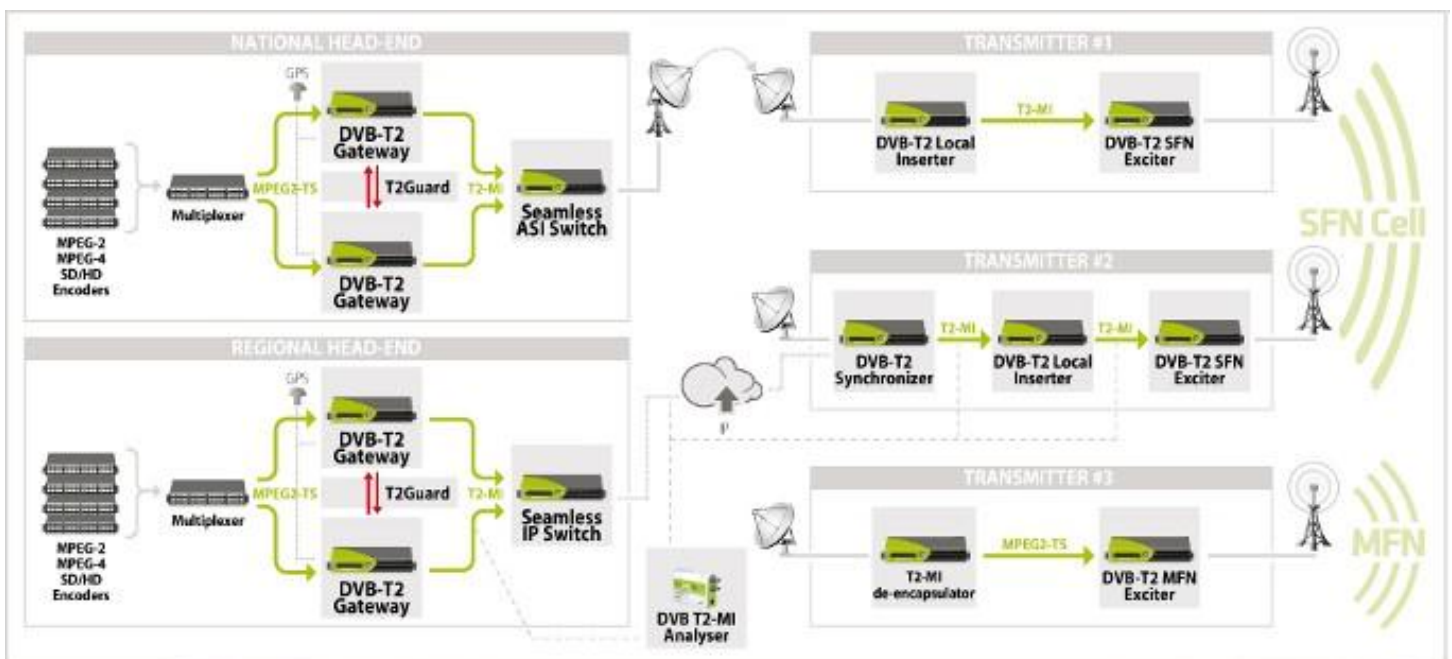 NATIONAL HEAD-END
GPS
DVB-T2
Gateway
MPEG2-TS
T2Guard
T2-MI
Multiplexer
Seamless
ASI Switch
MPEG-2
MPEG-4
SD/HD
Encoders
DVB-T2
Gateway
TRANSMITTER #1
DVB-T2 Local
Inserter
T2-MI
DVB-T2 SFN
Exciter
SFN Cell
TRANSMITTER #2
DVB-T2
Synchronizer
T2-MI
DVB-T2 Local
Inserter
T2-MI
DVB-T2 SFN
Exciter
REGIONAL HEAD-END
GPS
DVB-T2
Gateway
MPEG2-TS
T2Guard
T2-MI
Multiplexer
Seamless
IP Switch
MPEG-2
MPEG-4
SD/HD
Encoders
DVB-T2
Gateway
IP
DVB T2-MI
Analyser
TRANSMITTER #3
T2-MI
de-encapsulator
MPEG2-TS
DVB-T2 MFN
Exciter
MFN